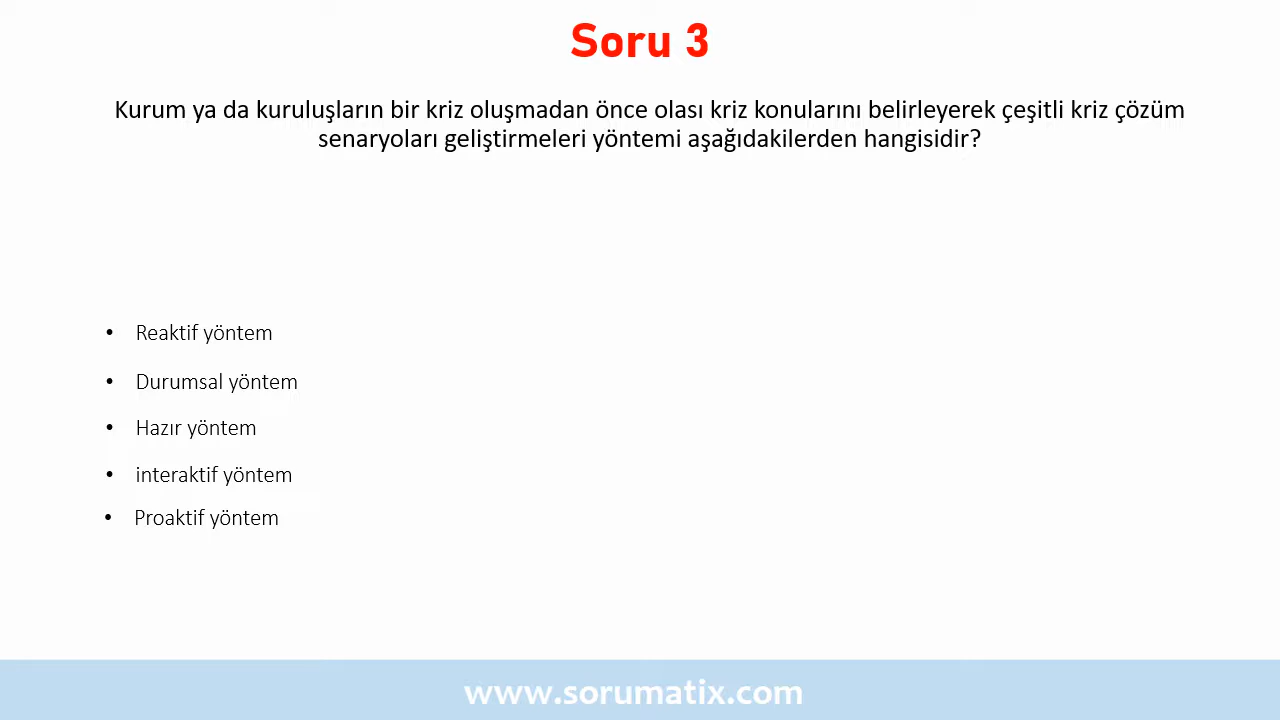 Soru 3
Kurum ya da kuruluşların bir kriz oluşmadan önce olası kriz konularını belirleyerek çeşitli kriz çözüm
senaryoları geliştirmeleri yöntemi aşağıdakilerden hangisidir?
• Reaktif yöntem
• Durumsal yöntem
• Hazır yöntem
• interaktif yöntem
• Proaktif yöntem
www.sorumatix.com